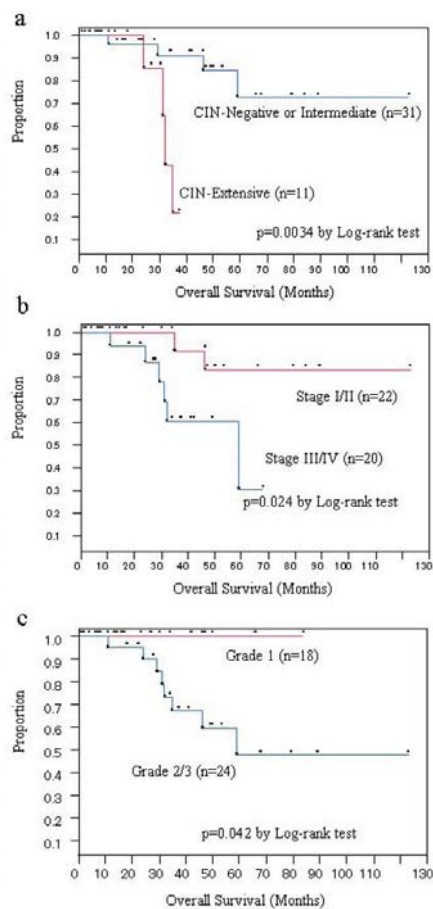 a
1.0
0.9
0.8
0.7
0.6
0.5
0.4
0.3
0.2
0.1
Proportion
CIN-Negative or Intermediate (n=31)
CIN-Extensive (n=11)
p=0.0034 by Log-rank test
0 10 20 30 40 50 60 70 80 90 100 110 130
Overall Survival (Months)
b
1.0
0.9
0.8
0.7
0.6
0.5
0.4
0.3
0.2
0.1
Proportion
Stage I/II (n=22)
Stage III/IV (n=20)
p=0.024 by Log-rank test
0 10 20 30 40 50 60 70 80 90 100 110 130
Overall Survival (Months)
c
1.0
0.9
0.8
0.7
0.6
0.5
0.4
0.3
0.2
0.1
Proportion
Grade 1 (n=18)
Grade 2/3 (n=24)
p=0.042 by Log-rank test
0 10 20 30 40 50 60 70 80 90 100 110 130
Overall Survival (Months)